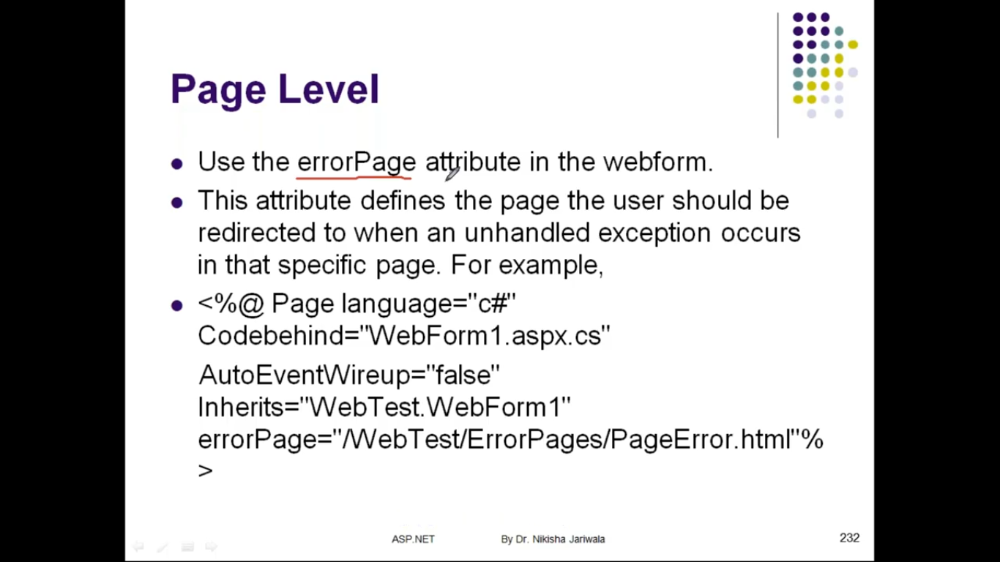 Page Level
Use the errorPage attribute in the webform.
This attribute defines the page the user should be
redirected to when an unhandled exception occurs
in that specific page. For example,
<%@ Page language="c#"
Codebehind="WebForm1.aspx.cs"
AutoEventWireup="false"
Inherits="WebTest.WebForm1"
errorPage="/WebTest/ErrorPages/PageError.html"%
>
ASP.NET By Dr. Nikisha Jariwala 232